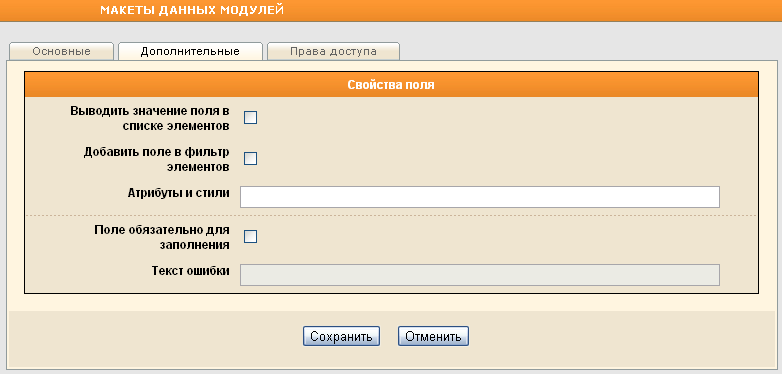 МАКЕТЫ ДАННЫХ МОДУЛЕЙ
Основные Дополнительные Права доступа
Свойства поля
Выводить значение поля в
списке элементов
Добавить поле в фильтр
элементов
Атрибуты и стили
Поле обязательно для
заполнения
Текст ошибки
Сохранить Отменить